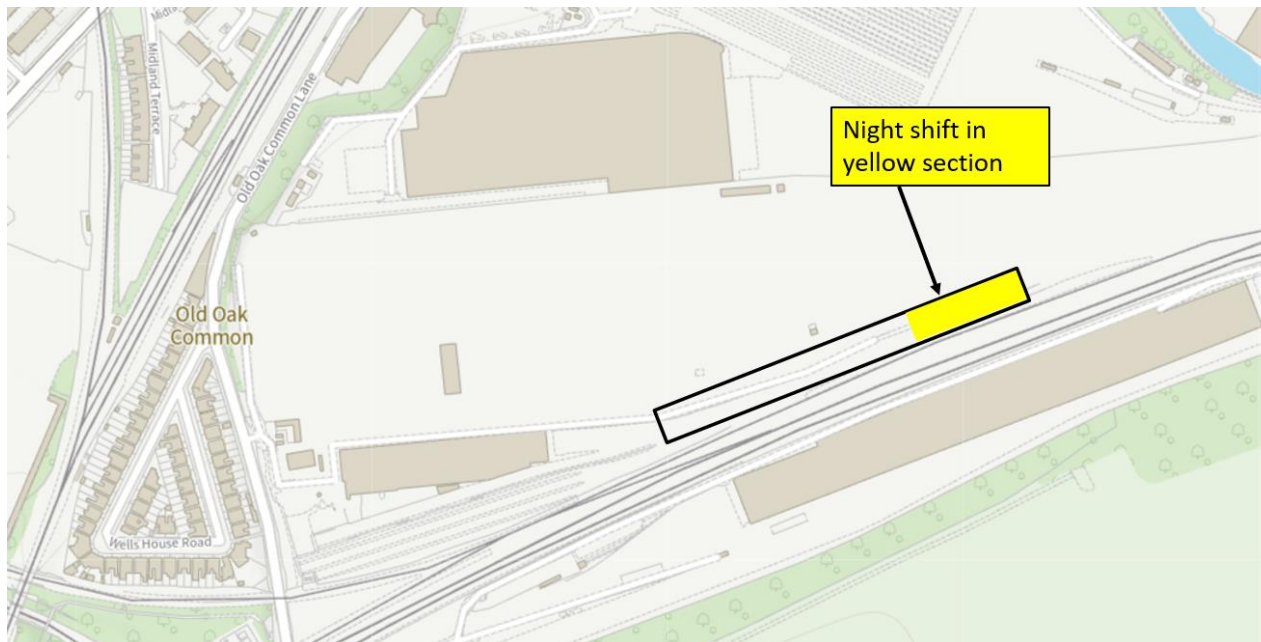 Midland Terrace
Old Oak Common Lane
Night shift in
yellow section
Old Oak
Common
Wells House Road